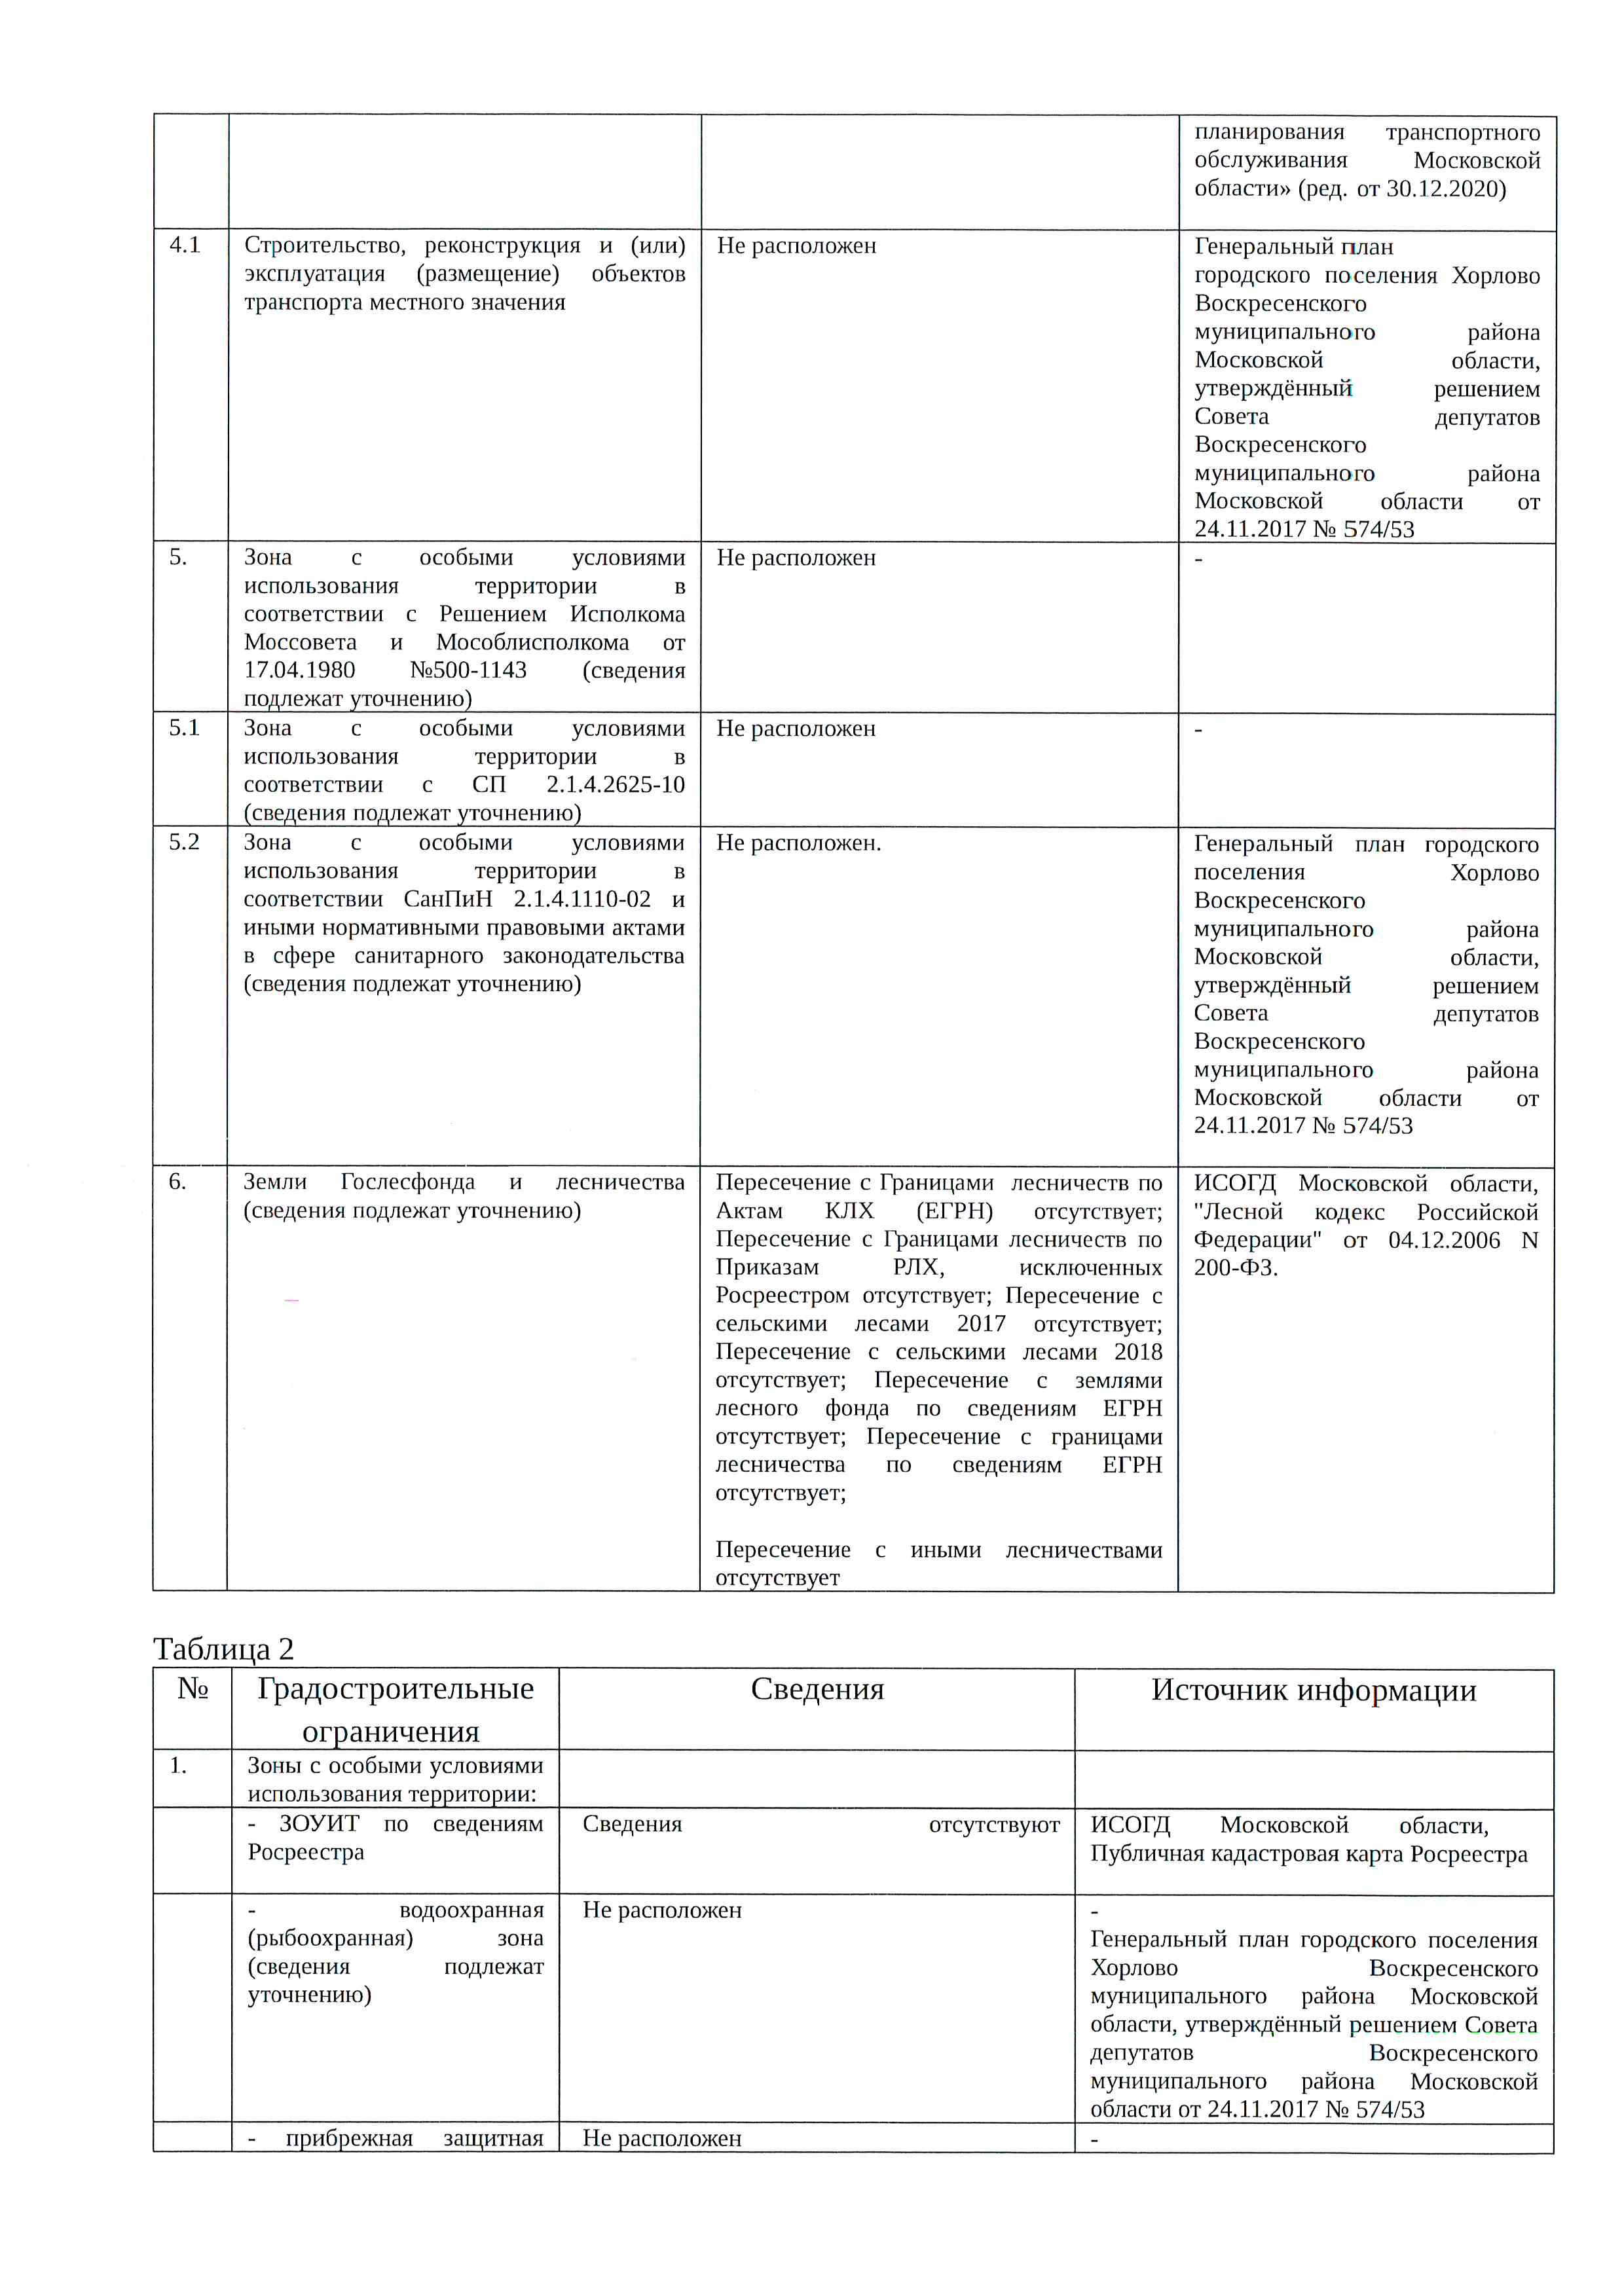 планирования транспортного
обслуживания Московской
области» (ред. от 30.12.2020)
4.1
Строительство, реконструкция и (или)
эксплуатация (размещение) объектов
транспорта местного значения
Не расположен
Генеральный план
городского поселения Хорлово
Воскресенского
муниципального района
Московской области,
утверждённый решением
Совета депутатов
Воскресенского
муниципального района
Московской области от
24.11.2017 № 574/53
5.
Зона с особыми условиями
использования территории в
соответствии с Решением Исполкома
Моссовета и Мособлисполкома от
17.04.1980 №500-1143 (сведения
подлежат уточнению)
Не расположен
-
5.1
Зона с особыми условиями
использования территории в
соответствии с СП 2.1.4.2625-10
(сведения подлежат уточнению)
Не расположен
-
5.2
Зона с особыми условиями
использования территории в
соответствии СанПиН 2.1.4.1110-02 и
иными нормативными правовыми актами
в сфере санитарного законодательства
(сведения подлежат уточнению)
Не расположен.
Генеральный план городского
поселения Хорлово
Воскресенского
муниципального района
Московской области,
утверждённый решением
Совета депутатов
Воскресенского
муниципального района
Московской области от
24.11.2017 № 574/53
6.
Земли Гослесфонда и лесничества
(сведения подлежат уточнению)
Пересечение с Границами лесничеств по
Актам КЛХ (ЕГРН) отсутствует;
Пересечение с Границами лесничеств по
Приказам РЛХ, исключенных
Росреестром отсутствует; Пересечение с
сельскими лесами 2017 отсутствует;
Пересечение с сельскими лесами 2018
отсутствует; Пересечение с землями
лесного фонда по сведениям ЕГРН
отсутствует; Пересечение с границами
лесничества по сведениям ЕГРН
отсутствует;
Пересечение с иными лесничествами
отсутствует
ИСОГД Московской области,
"Лесной кодекс Российской
Федерации" от 04.12.2006 N
200-ФЗ.
Таблица 2
№
Градостроительные
ограничения
Сведения
Источник информации
1.
Зоны с особыми условиями
использования территории:
- ЗОУИТ по сведениям
Росреестра
Сведения отсутствуют
ИСОГД Московской области,
Публичная кадастровая карта Росреестра
- водоохранная
(рыбоохранная) зона
(сведения подлежат
уточнению)
Не расположен
-
Генеральный план городского поселения
Хорлово Воскресенского
муниципального района Московской
области, утверждённый решением Совета
депутатов Воскресенского
муниципального района Московской
области от 24.11.2017 № 574/53
- прибрежная защитная
Не расположен
-